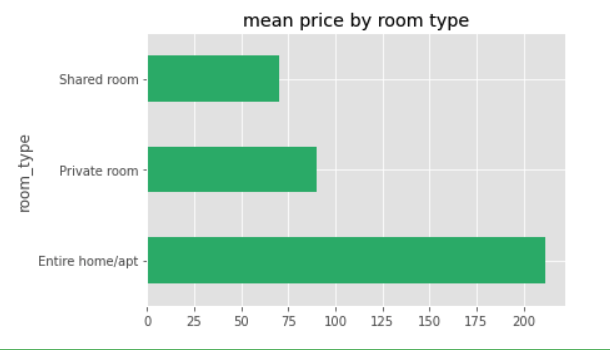 mean price by room type
Shared room
Private room
Entire home/apt
room_type
0 25 50 75 100 125 150 175 200